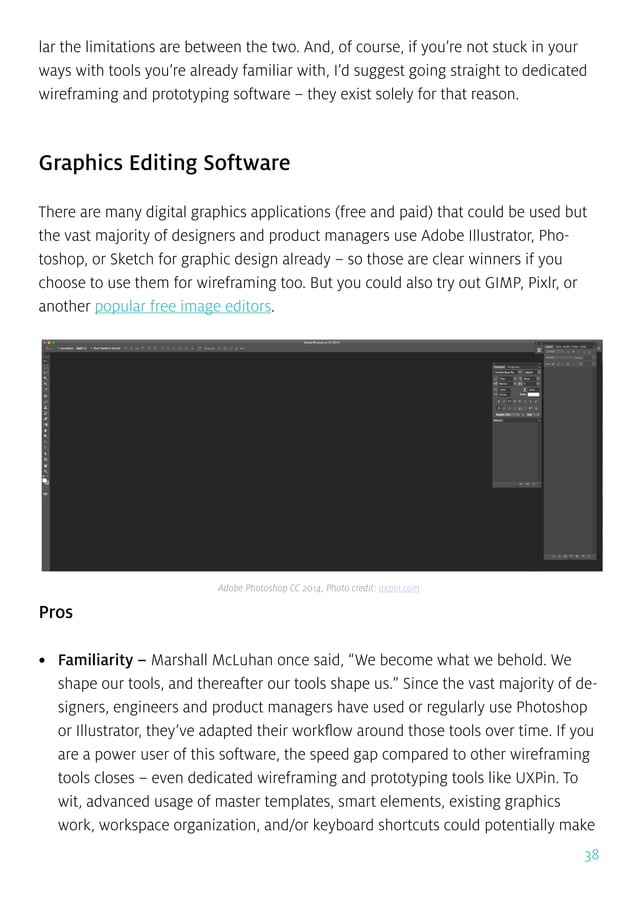 lar the limitations are between the two. And, of course, if you're not stuck in your
ways with tools you're already familiar with, I'd suggest going straight to dedicated
wireframing and prototyping software – they exist solely for that reason.
Graphics Editing Software
There are many digital graphics applications (free and paid) that could be used but
the vast majority of designers and product managers use Adobe Illustrator, Pho-
toshop, or Sketch for graphic design already – so those are clear winners if you
choose to use them for wireframing too. But you could also try out GIMP, Pixlr, or
another popular free image editors.
Adobe Photoshop CC 2014
Adobe Photoshop CC 2014, Photo credit: uxpin.com
Pros
• Familiarity – Marshall McLuhan once said, “We become what we behold. We
shape our tools, and thereafter our tools shape us.” Since the vast majority of de-
signers, engineers and product managers have used or regularly use Photoshop
or Illustrator, they've adapted their workflow around those tools over time. If you
are a power user of this software, the speed gap compared to other wireframing
tools closes – even dedicated wireframing and prototyping tools like UXPin. To
wit, advanced usage of master templates, smart elements, existing graphics
work, workspace organization, and/or keyboard shortcuts could potentially make
38